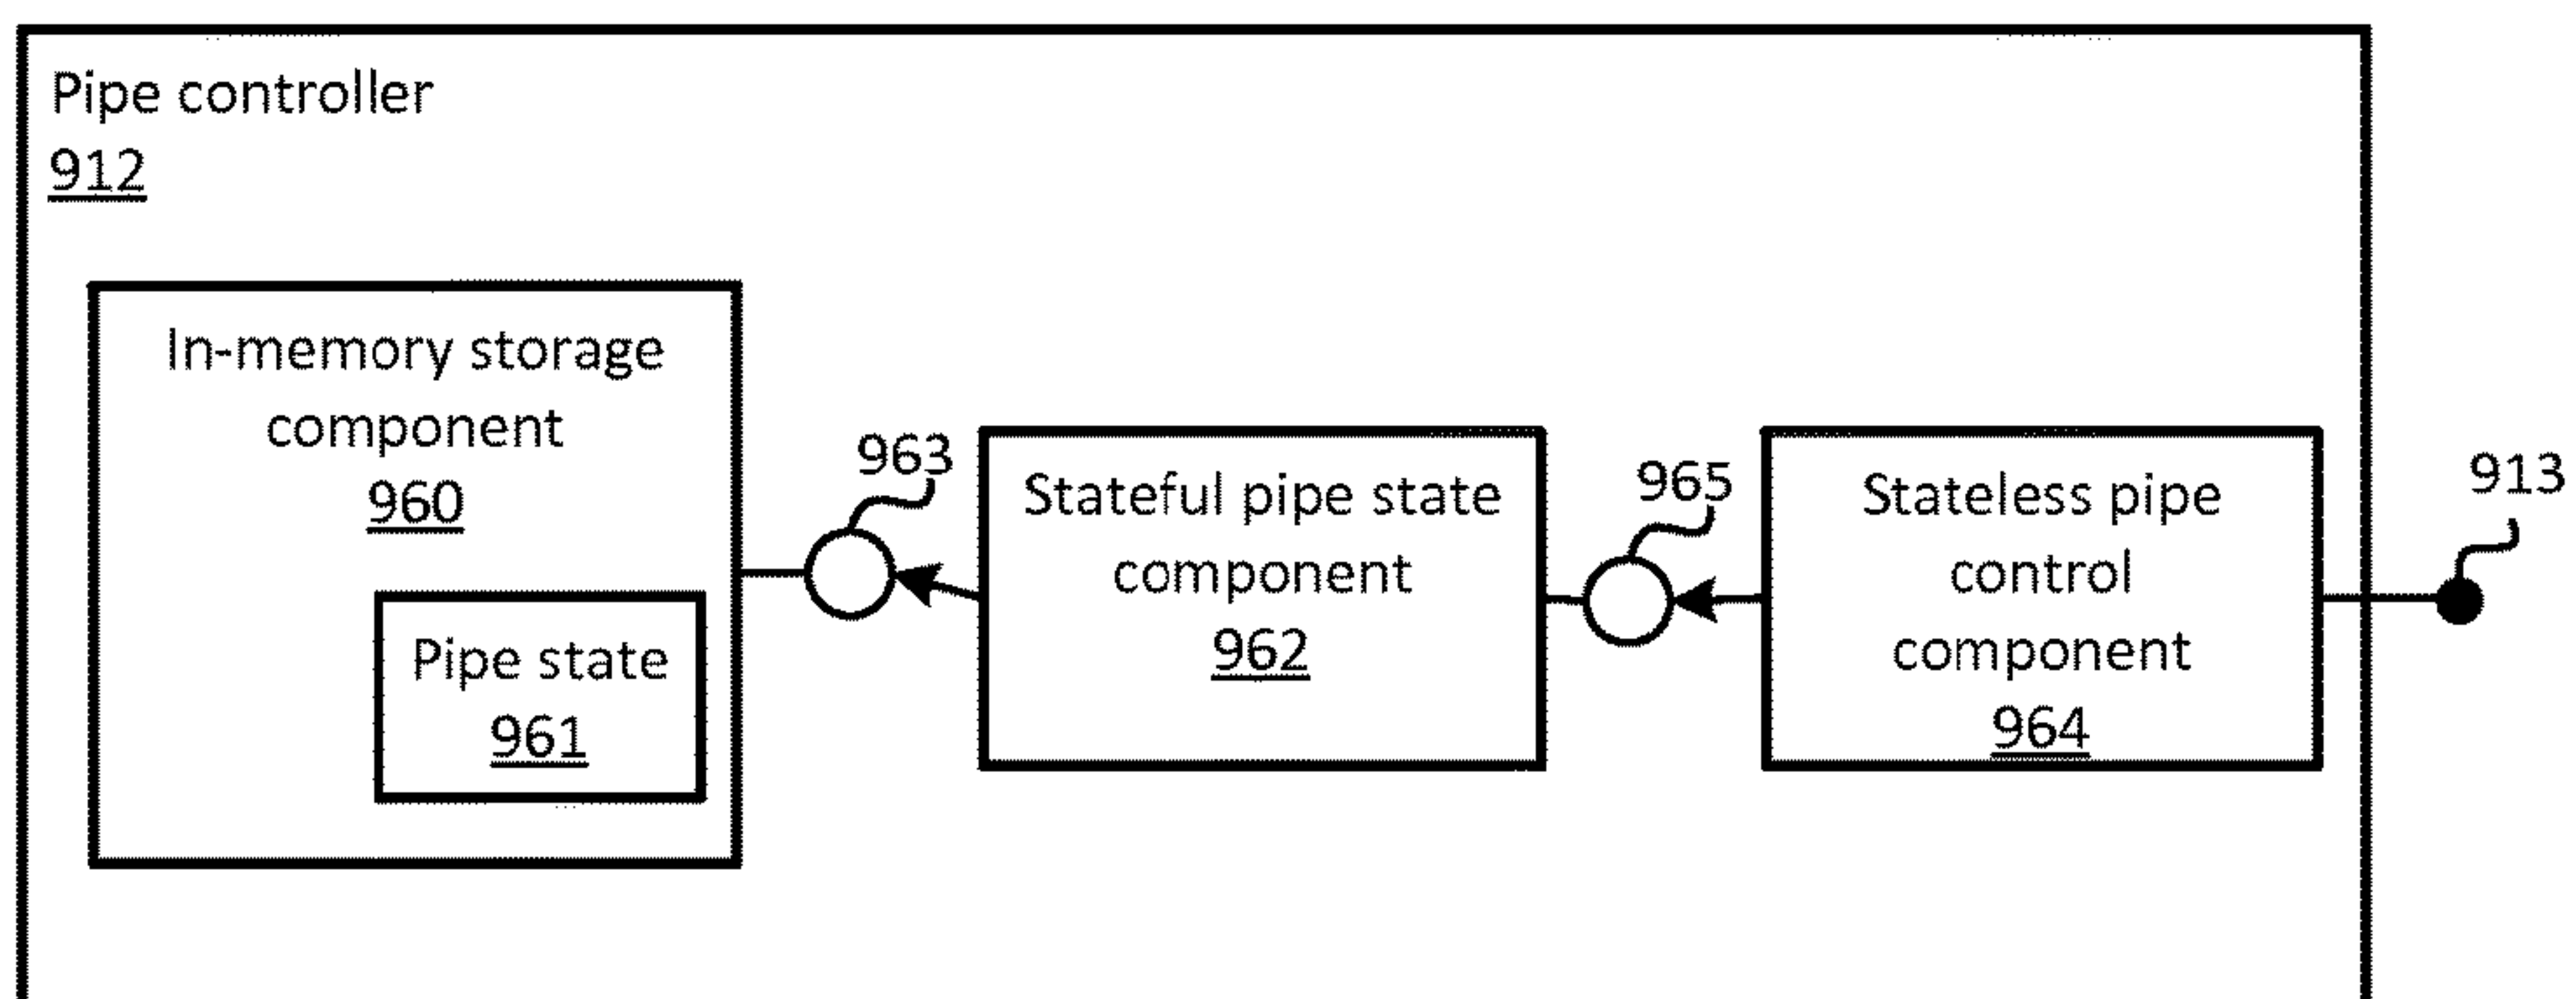 Pipe controller
912
In-memory storage
component
960
Pipe state
961
963
Stateful pipe state
component
962
965
Stateless pipe
control
component
964
913